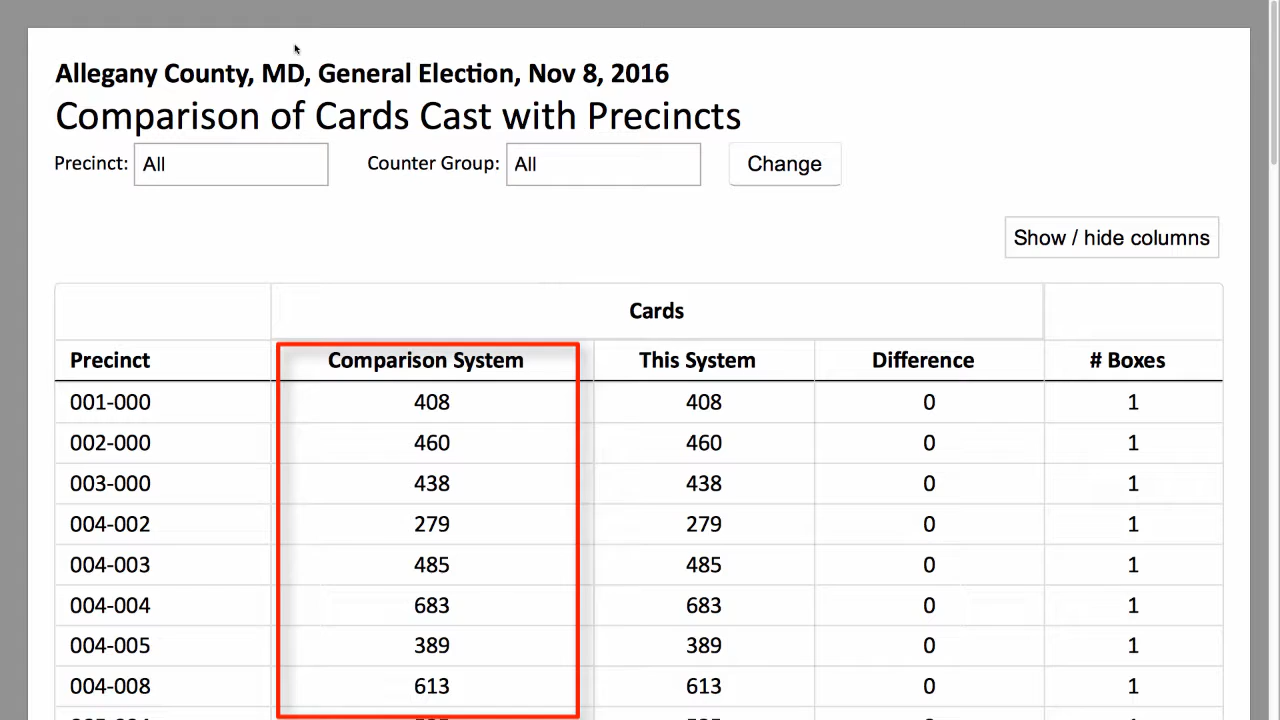 Allegany County, MD, General Election, Nov 8, 2016
Comparison of Cards Cast with Precincts
Precinct: All Counter Group: All Change
Show / hide columns
Cards
Precinct Comparison System This System Difference # Boxes
001-000 408 408 0 1
002-000 460 460 0 1
003-000 438 438 0 1
004-002 279 279 0 1
004-003 485 485 0 1
004-004 683 683 0 1
004-005 389 389 0 1
004-008 613 613 0 1